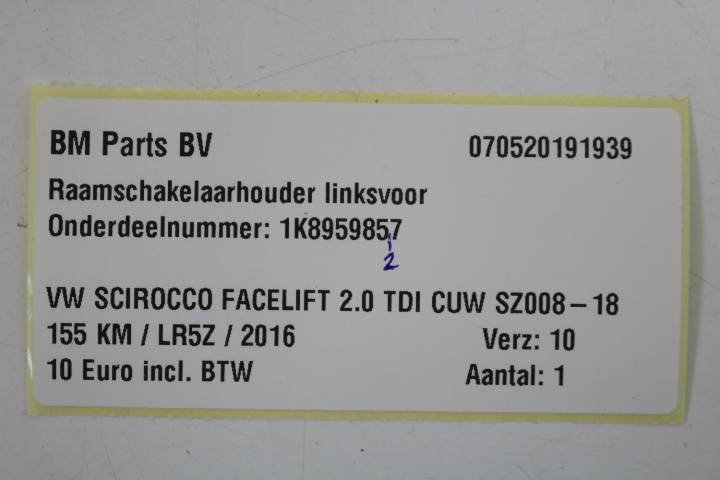 BM Parts BV 070520191939
Raamschakelaarhouder linksvoor
Onderdeelnummer: 1K8959857
2
VW SCIROCCO FACELIFT 2.0 TDI CUW SZ008-18
155 KM / LR5Z / 2016 Verz: 10
10 Euro incl. BTW Aantal: 1